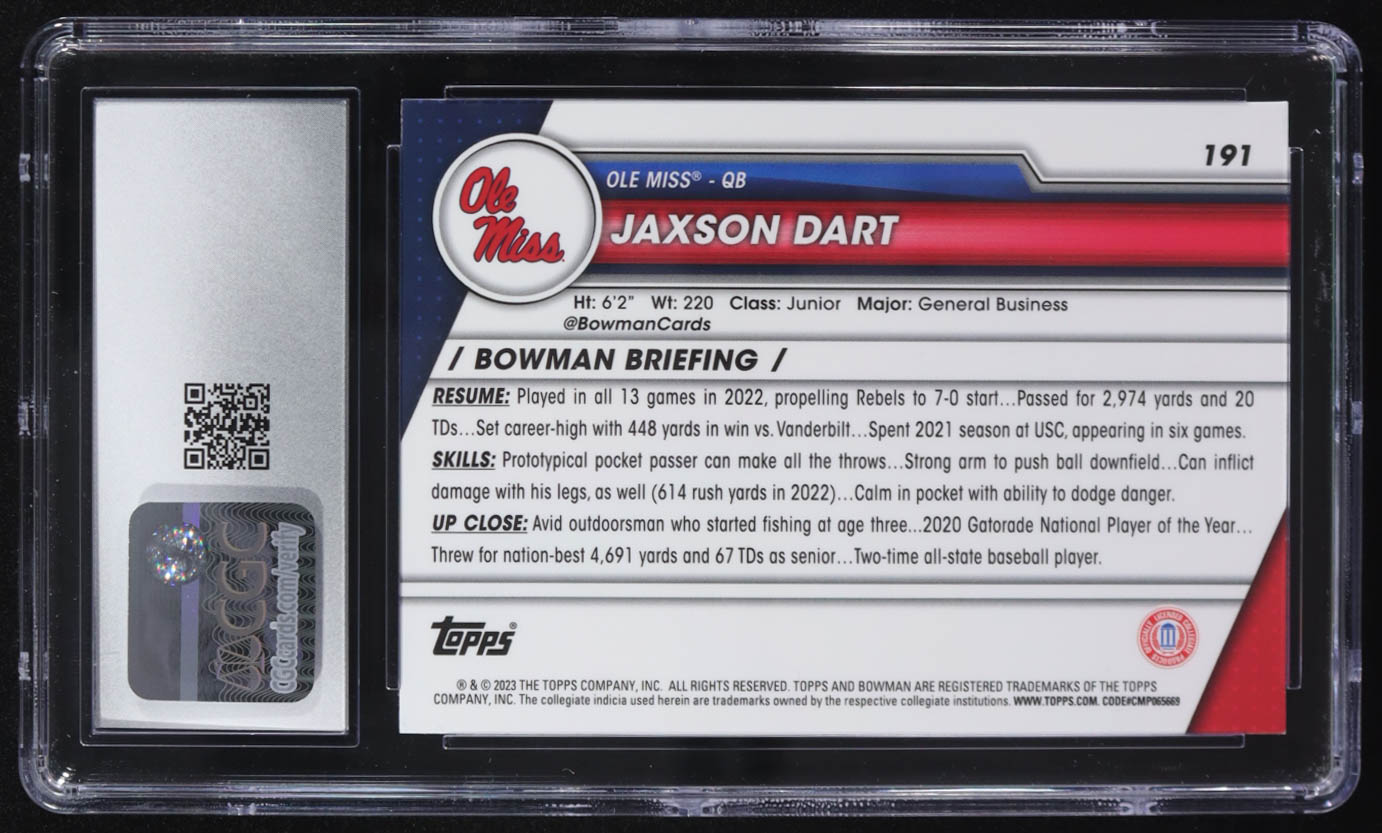 191
Ole
Miss
OLE MISS® - QB
JAXSON DART
Ht: 6'2" Wt: 220 Class: Junior Major: General Business
@BowmanCards
/ BOWMAN BRIEFING /
RESUME: Played in all 13 games in 2022, propelling Rebels to 7-0 start...Passed for 2,974 yards and 20
TDs...Set career-high with 448 yards in win vs. Vanderbilt...Spent 2021 season at USC, appearing in six games.
SKILLS: Prototypical pocket passer can make all the throws...Strong arm to push ball downfield...Can inflict
damage with his legs, as well (614 rush yards in 2022)...Calm in pocket with ability to dodge danger.
UP CLOSE: Avid outdoorsman who started fishing at age three...2020 Gatorade National Player of the Year...
Threw for nation-best 4,691 yards and 67 TDs as senior...Two-time all-state baseball player.
topps®
OFFICIALLY LICENSED COLLEGIATE PRODUCTS
® & © 2023 THE TOPPS COMPANY, INC. ALL RIGHTS RESERVED. TOPPS AND BOWMAN ARE REGISTERED TRADEMARKS OF THE TOPPS
COMPANY, INC. The collegiate indicia used herein are trademarks owned by the respective collegiate institutions. WWW.TOPPS.COM. CODE#CMP065669
CGC
CGCcards.com/verify